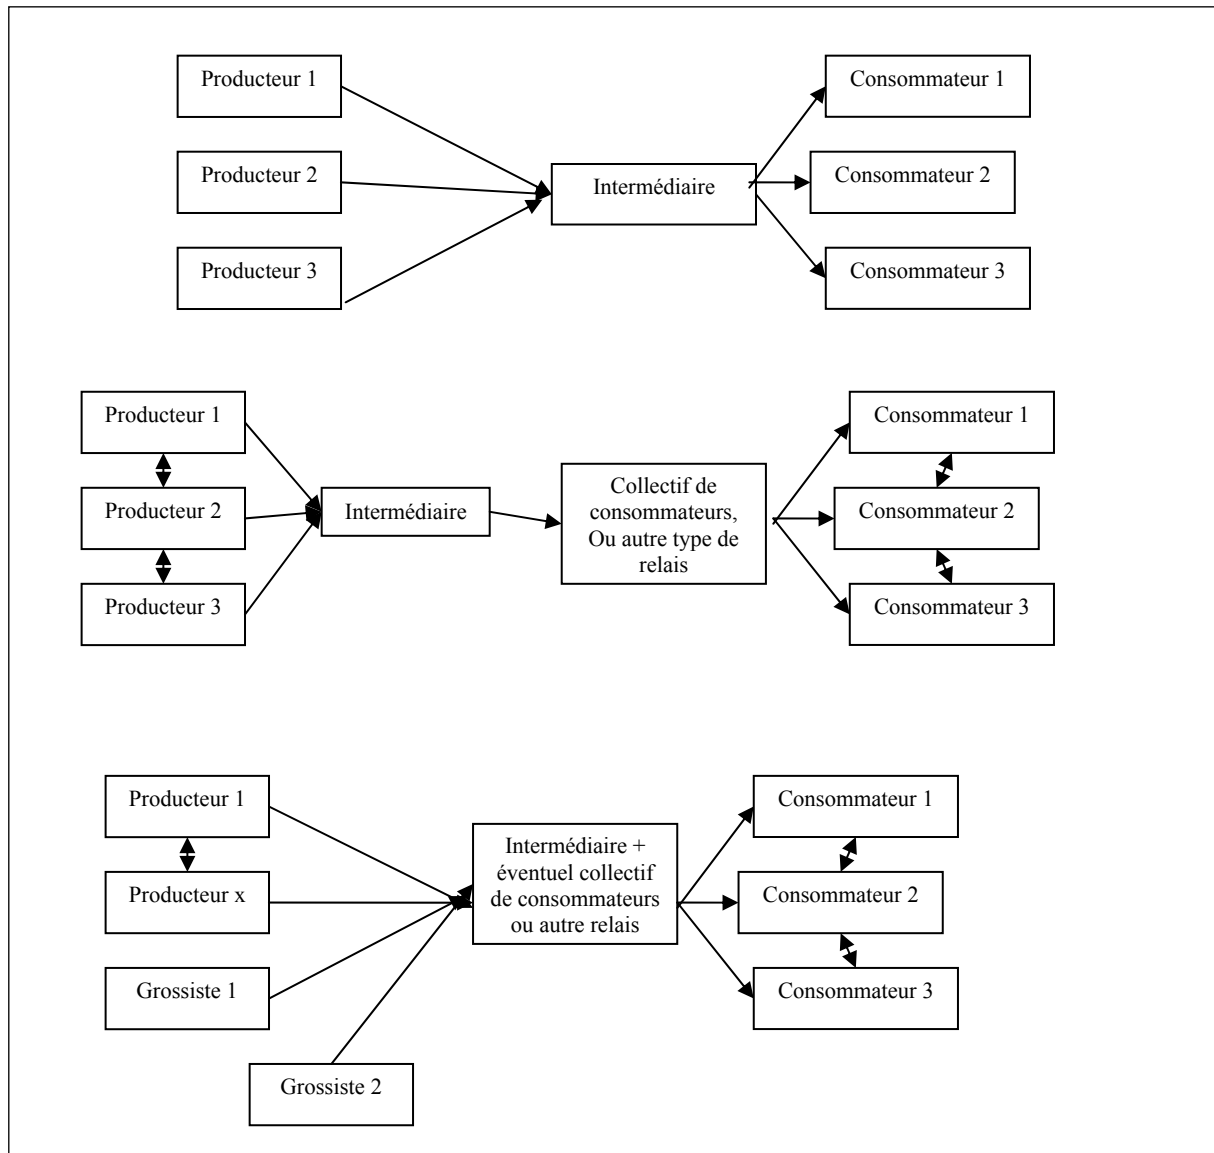 Producteur 1
Consommateur 1
Producteur 2
Intermédiaire
Consommateur 2
Producteur 3
Consommateur 3
Producteur 1
Consommateur 1
Producteur 2
Intermédiaire
Collectif de
consommateurs,
Ou autre type de
relais
Consommateur 2
Producteur 3
Consommateur 3
Producteur 1
Consommateur 1
Producteur x
Intermédiaire +
éventuel collectif
de consommateurs
ou autre relais
Consommateur 2
Grossiste 1
Consommateur 3
Grossiste 2